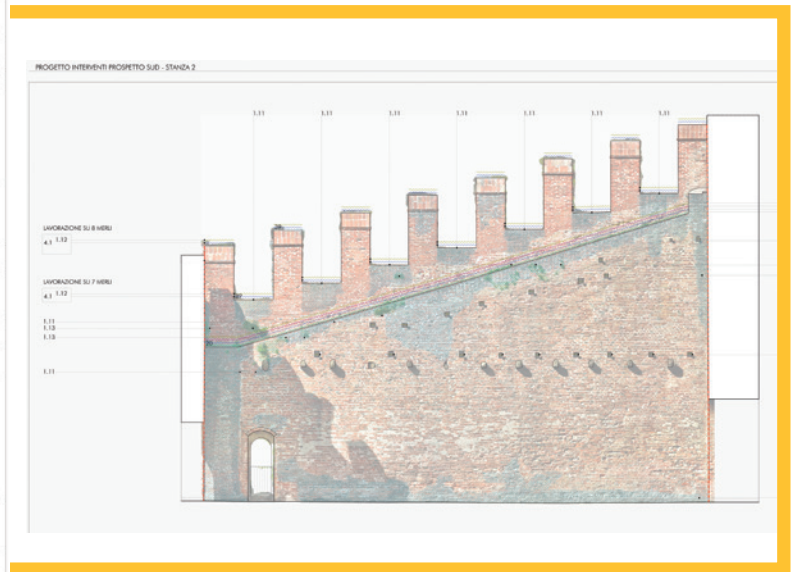 PROGETTO INTERVENTI PROSPETTO SUD - STANZA 2
1.11 1.11 1.11 1.11 1.11 1.11 1.11
LAVORAZIONE SU 8 MERLI
4.1 1.12
LAVORAZIONE SU 7 MERLI
4.1 1.12
1.11
1.13
1.13
1.11